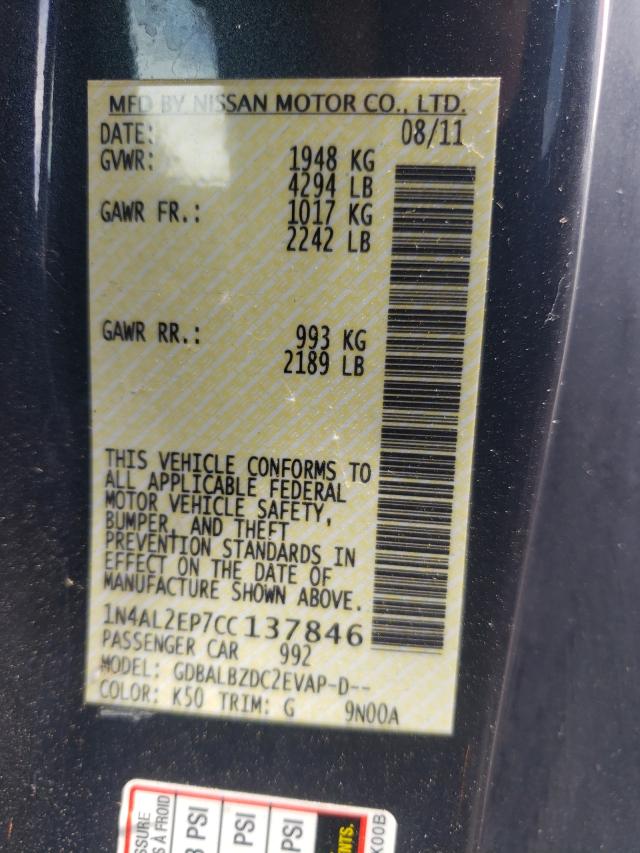 MFD BY NISSAN MOTOR CO., LTD.
DATE: 08/11
GVWR: 1948 KG
4294 LB
GAWR FR.: 1017 KG
2242 LB
GAWR RR.: 993 KG
2189 LB
THIS VEHICLE CONFORMS TO
ALL APPLICABLE FEDERAL
MOTOR VEHICLE SAFETY,
BUMPER, AND THEFT
PREVENTION STANDARDS IN
EFFECT ON THE DATE OF
MANUFACTURE SHOWN ABOVE.
1N4AL2EP7CC137846
PASSENGER CAR 992
MODEL: GDBALBZDC2EVAP-D--
COLOR: K50 TRIM: G 9N00A
PSI
PSI
PSI